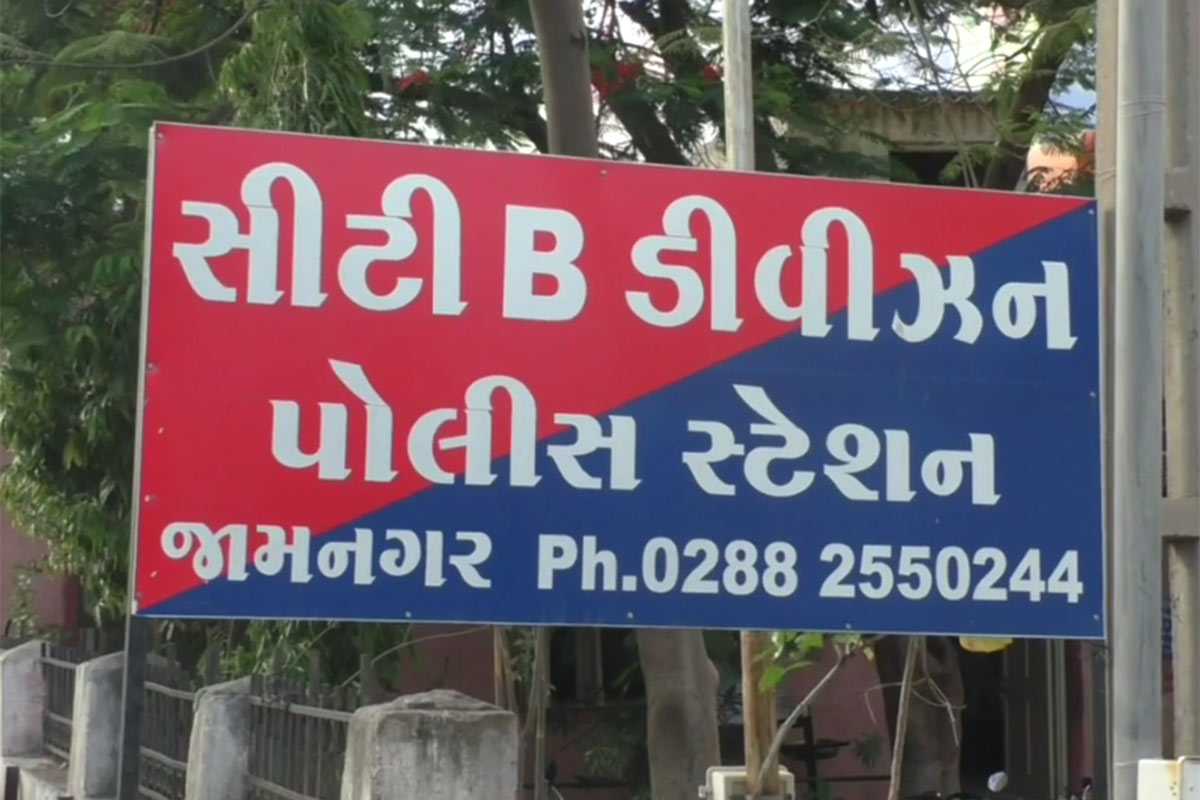 સીટી B ડીવીઝન
પોલીસ સ્ટેશન
જામનગર Ph.0288 2550244